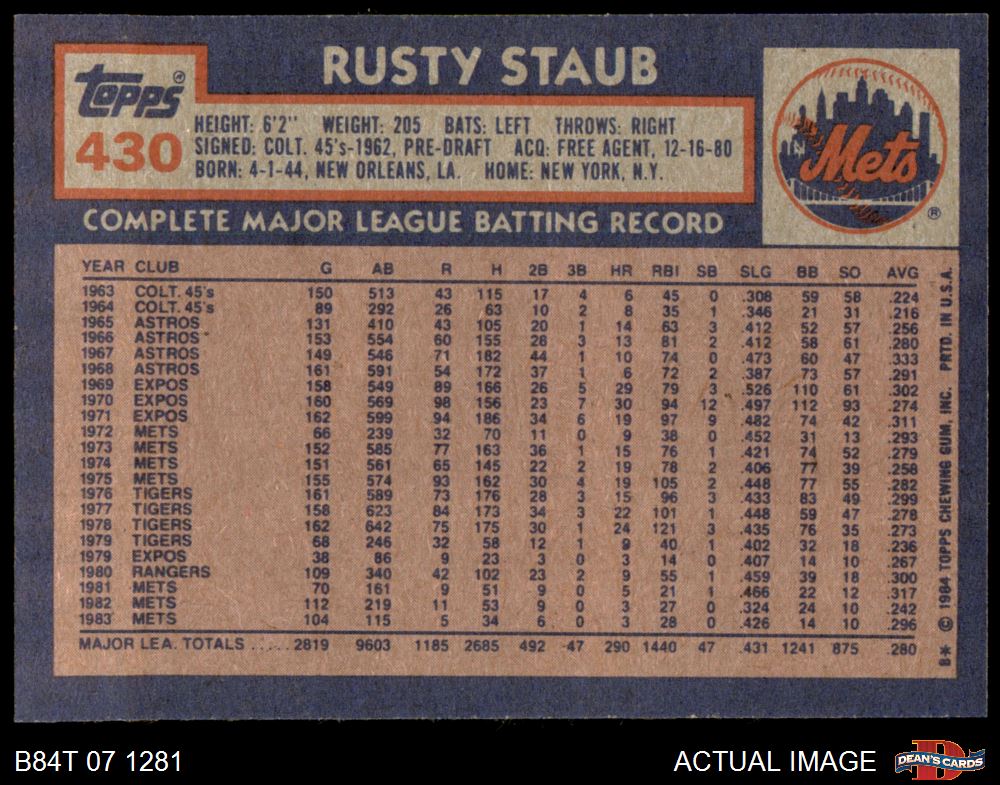 RUSTY STAUB
Topps
430
HEIGHT: 6'2" WEIGHT: 205 BATS: LEFT THROWS: RIGHT
SIGNED: COLT. 45's-1962, PRE-DRAFT ACQ: FREE AGENT, 12-16-80
BORN: 4-1-44, NEW ORLEANS, LA. HOME: NEW YORK, N.Y.
Mets ®
COMPLETE MAJOR LEAGUE BATTING RECORD
YEAR CLUB G AB R H 2B 3B HR RBI SB SLG BB SO AVG
1963 COLT. 45's 150 513 43 115 17 4 6 45 0 .308 59 58 .224
1964 COLT. 45's 89 292 26 63 10 2 8 35 1 .346 21 31 .216
1965 ASTROS 131 410 43 105 20 1 14 63 3 .412 52 57 .256
1966 ASTROS 153 554 60 155 28 3 13 81 2 .412 58 61 .280
1967 ASTROS 149 546 71 182 44 1 10 74 0 .473 60 47 .333
1968 ASTROS 161 591 54 172 37 1 6 72 2 .387 73 57 .291
1969 EXPOS 158 549 89 166 26 5 29 79 3 .526 110 61 .302
1970 EXPOS 160 569 98 156 23 7 30 94 12 .497 112 93 .274
1971 EXPOS 162 599 94 186 34 6 19 97 9 .482 74 42 .311
1972 METS 66 239 32 70 11 0 9 38 0 .452 31 13 .293
1973 METS 152 585 77 163 36 1 15 76 1 .421 74 52 .279
1974 METS 151 561 65 145 22 2 19 78 2 .406 77 39 .258
1975 METS 155 574 93 162 30 4 19 105 2 .448 77 55 .282
1976 TIGERS 161 589 73 176 28 3 15 96 3 .433 83 49 .299
1977 TIGERS 158 623 84 173 34 3 22 101 1 .448 59 47 .278
1978 TIGERS 162 642 75 175 30 1 24 121 3 .435 76 35 .273
1979 TIGERS 68 246 32 58 12 1 9 40 1 .402 32 18 .236
1979 EXPOS 38 86 9 23 3 0 3 14 0 .407 14 10 .267
1980 RANGERS 109 340 42 102 23 2 9 55 1 .459 39 18 .300
1981 METS 70 161 9 51 9 0 5 21 1 .466 22 12 .317
1982 METS 112 219 11 53 9 0 3 27 0 .324 24 10 .242
1983 METS 104 115 5 34 6 0 3 28 0 .426 14 10 .296
MAJOR LEA. TOTALS ..... 2819 9603 1185 2685 492 47 290 1440 47 .431 1241 875 .280
B* © 1984 TOPPS CHEWING GUM, INC. PRTD. IN U.S.A.
B84T 07 1281
ACTUAL IMAGE
DEAN'S CARDS